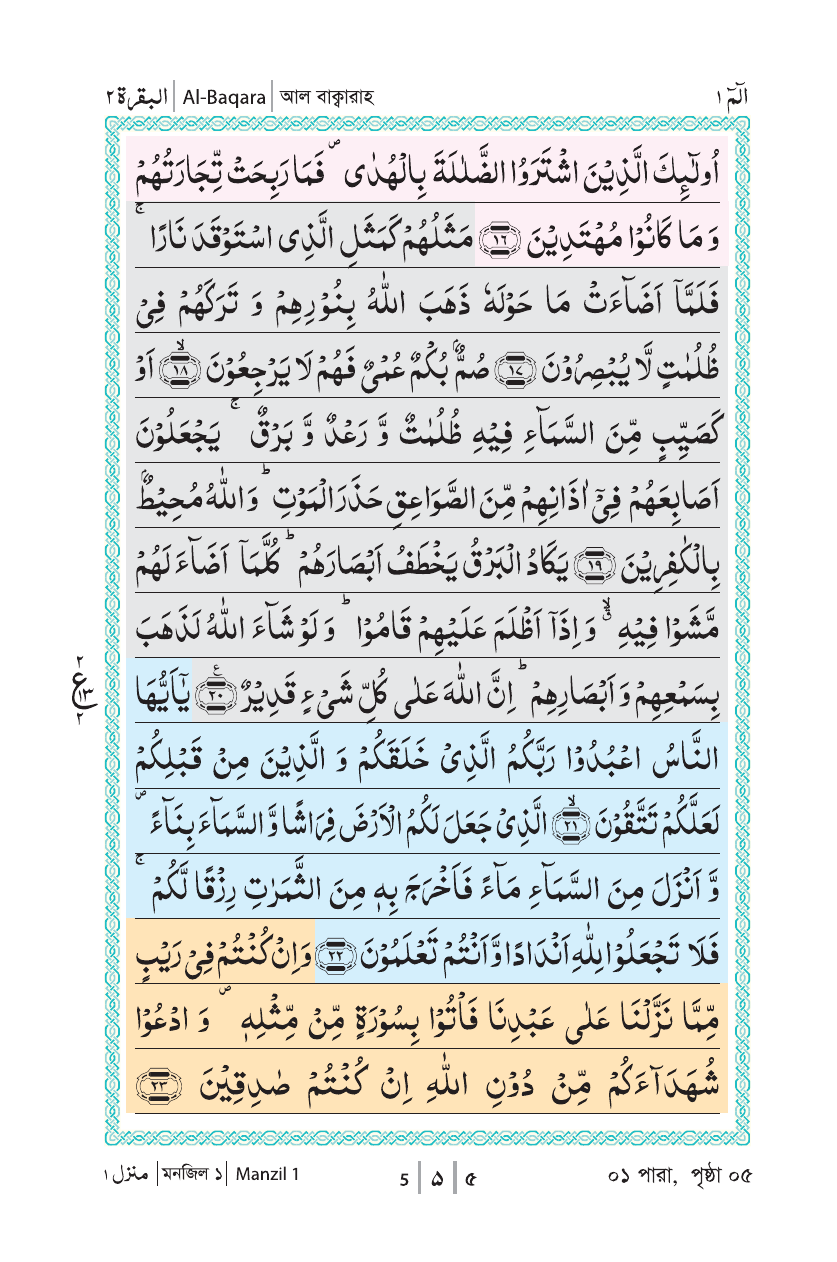 البقرة ٢ | Al-Baqara | আল বাক্বারাহ
الٓمّٓ ١
اُولٰٓئِكَ الَّذِيْنَ اشْتَرَوُا الضَّلٰلَةَ بِالْهُدٰى ۪ فَمَا رَبِحَتْ تِّجَارَتُهُمْ
وَ مَا كَانُوْا مُهْتَدِيْنَ ﴿١٦﴾ مَثَلُهُمْ كَمَثَلِ الَّذِى اسْتَوْقَدَ نَارًا ۚ
فَلَمَّآ اَضَآءَتْ مَا حَوْلَهٗ ذَهَبَ اللّٰهُ بِنُوْرِهِمْ وَ تَرَكَهُمْ فِىْ
ظُلُمٰتٍ لَّا يُبْصِرُوْنَ ﴿١٧﴾ صُمٌّۢ بُكْمٌ عُمْىٌ فَهُمْ لَا يَرْجِعُوْنَ ۙ﴿١٨﴾ اَوْ
كَصَيِّبٍ مِّنَ السَّمَآءِ فِيْهِ ظُلُمٰتٌ وَّ رَعْدٌ وَّ بَرْقٌ ۚ يَجْعَلُوْنَ
اَصَابِعَهُمْ فِىْٓ اٰذَانِهِمْ مِّنَ الصَّوَاعِقِ حَذَرَ الْمَوْتِ ؕ وَ اللّٰهُ مُحِيْطٌۢ
بِالْكٰفِرِيْنَ ﴿١٩﴾ يَكَادُ الْبَرْقُ يَخْطَفُ اَبْصَارَهُمْ ؕ كُلَّمَآ اَضَآءَ لَهُمْ
مَّشَوْا فِيْهِ ۙۗ وَ اِذَآ اَظْلَمَ عَلَيْهِمْ قَامُوْا ؕ وَ لَوْ شَآءَ اللّٰهُ لَذَهَبَ
بِسَمْعِهِمْ وَ اَبْصَارِهِمْ ؕ اِنَّ اللّٰهَ عَلٰى كُلِّ شَىْءٍ قَدِيْرٌ ﴿٢٠﴾ يٰٓاَيُّهَا
٢
ع ١٣
٢
النَّاسُ اعْبُدُوْا رَبَّكُمُ الَّذِىْ خَلَقَكُمْ وَ الَّذِيْنَ مِنْ قَبْلِكُمْ
لَعَلَّكُمْ تَتَّقُوْنَ ۙ﴿٢١﴾ الَّذِىْ جَعَلَ لَكُمُ الْاَرْضَ فِرَاشًا وَّ السَّمَآءَ بِنَآءً ۪
وَّ اَنْزَلَ مِنَ السَّمَآءِ مَآءً فَاَخْرَجَ بِهٖ مِنَ الثَّمَرٰتِ رِزْقًا لَّكُمْ ۚ
فَلَا تَجْعَلُوْا لِلّٰهِ اَنْدَادًا وَّ اَنْتُمْ تَعْلَمُوْنَ ﴿٢٢﴾ وَ اِنْ كُنْتُمْ فِىْ رَيْبٍ
مِّمَّا نَزَّلْنَا عَلٰى عَبْدِنَا فَاْتُوْا بِسُوْرَةٍ مِّنْ مِّثْلِهٖ ۪ وَ ادْعُوْا
شُهَدَآءَكُمْ مِّنْ دُوْنِ اللّٰهِ اِنْ كُنْتُمْ صٰدِقِيْنَ ﴿٢٣﴾
منزل ١ | মনজিল ১ | Manzil 1
5 | ۵ | ৫
০১ পারা, পৃষ্ঠা ০৫